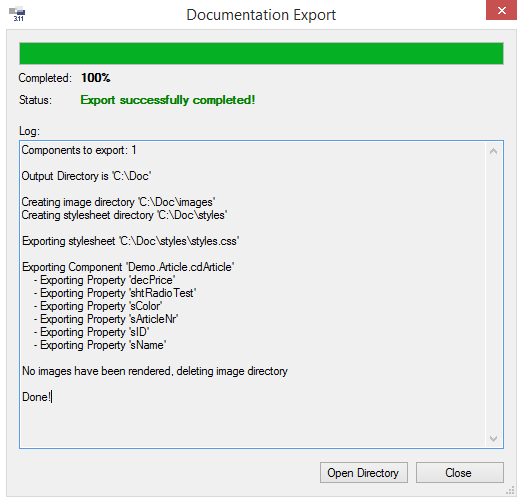 Documentation Export
3.11
Completed: 100%
Status: Export successfully completed!
Log:
Components to export: 1
Output Directory is 'C:\Doc'
Creating image directory 'C:\Doc\images'
Creating stylesheet directory 'C:\Doc\styles'
Exporting stylesheet 'C:\Doc\styles\styles.css'
Exporting Component 'Demo.Article.cdArticle'
- Exporting Property 'decPrice'
- Exporting Property 'shtRadioTest'
- Exporting Property 'sColor'
- Exporting Property 'sArticleNr'
- Exporting Property 'sID'
- Exporting Property 'sName'
No images have been rendered, deleting image directory
Done!
Open Directory Close